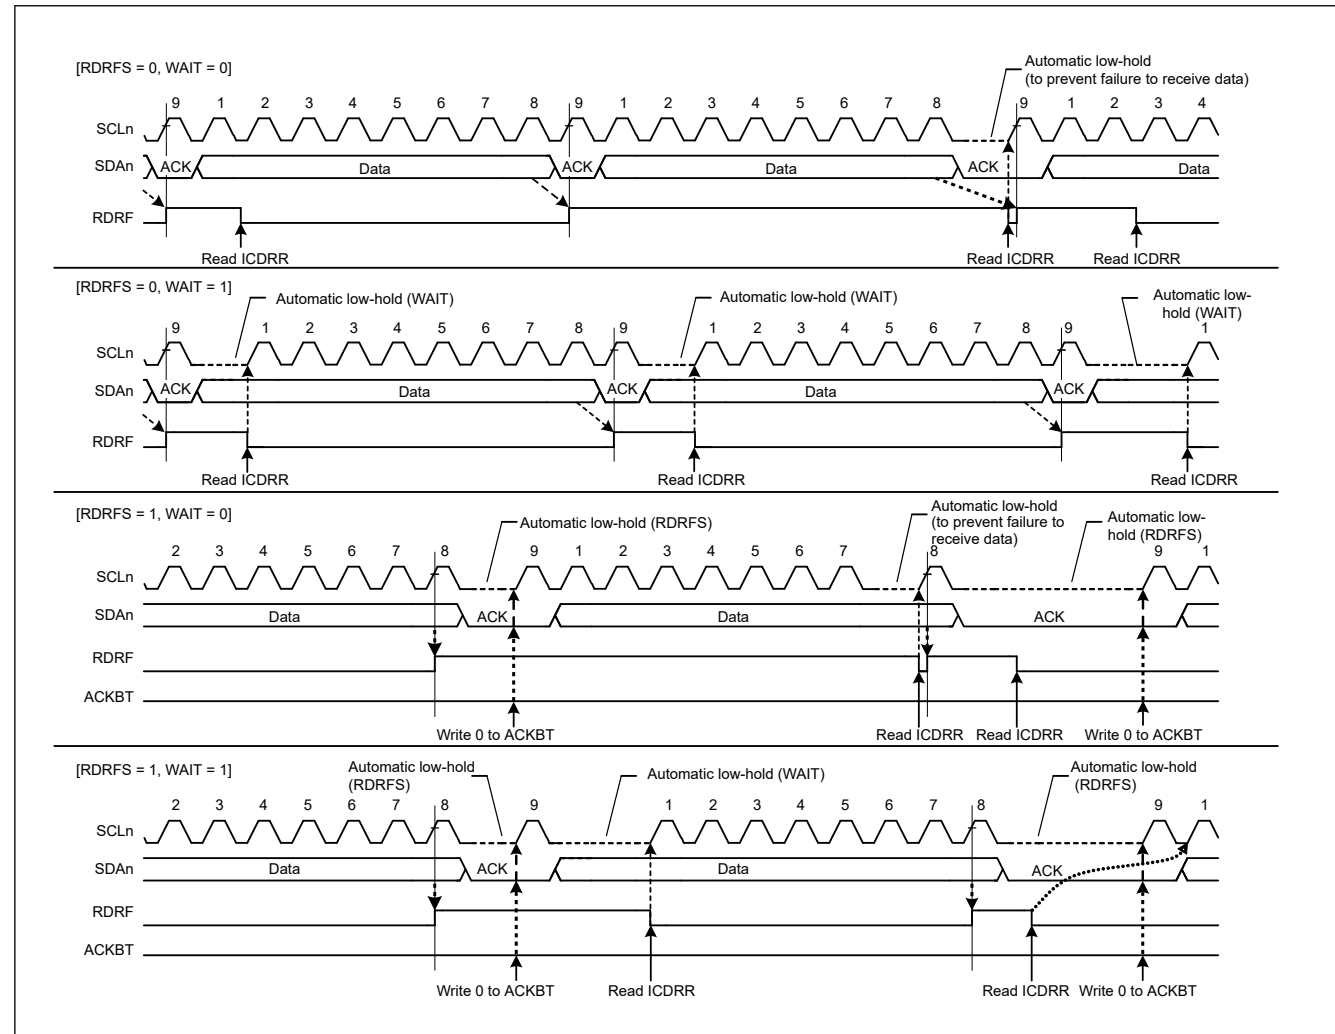 [RDRFS = 0, WAIT = 0]
Automatic low-hold
(to prevent failure to receive data)
9 1 2 3 4 5 6 7 8 9 1 2 3 4 5 6 7 8 9 1 2 3 4
SCLn
SDAn ACK Data ACK Data ACK Data
RDRF
Read ICDRR Read ICDRR Read ICDRR
[RDRFS = 0, WAIT = 1]
Automatic low-hold (WAIT) Automatic low-hold (WAIT) Automatic low-
hold (WAIT)
9 1 2 3 4 5 6 7 8 9 1 2 3 4 5 6 7 8 9 1
SCLn
SDAn ACK Data ACK Data ACK
RDRF
Read ICDRR Read ICDRR Read ICDRR
[RDRFS = 1, WAIT = 0]
Automatic low-hold (RDRFS)
Automatic low-hold
(to prevent failure to
receive data)
Automatic low-
hold (RDRFS)
2 3 4 5 6 7 8 9 1 2 3 4 5 6 7 8 9 1
SCLn
SDAn Data ACK Data ACK
RDRF
ACKBT
Write 0 to ACKBT Read ICDRR Read ICDRR Write 0 to ACKBT
[RDRFS = 1, WAIT = 1]
Automatic low-hold
(RDRFS)
Automatic low-hold (WAIT)
Automatic low-hold
(RDRFS)
2 3 4 5 6 7 8 9 1 2 3 4 5 6 7 8 9 1
SCLn
SDAn Data ACK Data ACK
RDRF
ACKBT
Write 0 to ACKBT Read ICDRR Read ICDRR Write 0 to ACKBT